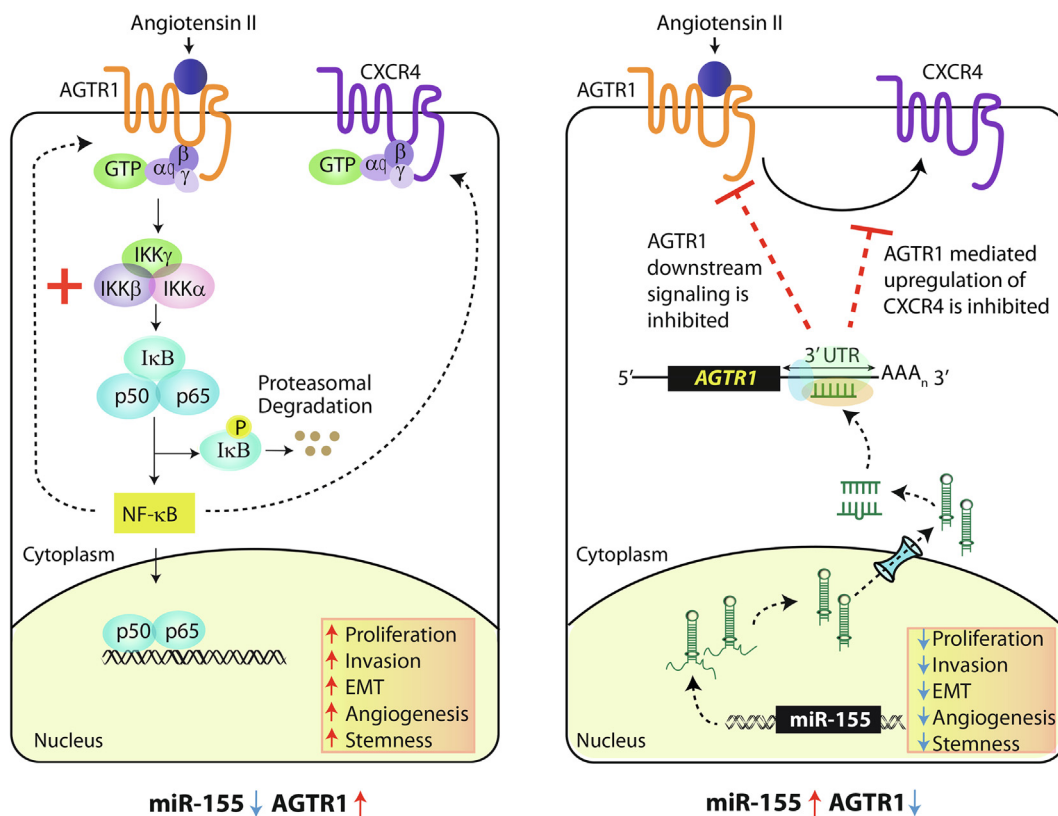 Angiotensin II
AGTR1
CXCR4
GTP
αq
β
γ
GTP
αq
β
γ
IKKγ
IKKβ
IKKα
+
IκB
p50
p65
Proteasomal
Degradation
P
IκB
NF-κB
Cytoplasm
p50
p65
Proliferation
Invasion
EMT
Angiogenesis
Stemness
Nucleus
miR-155 ↓ AGTR1 ↑
Angiotensin II
AGTR1
CXCR4
AGTR1
downstream
signaling is
inhibited
AGTR1 mediated
upregulation of
CXCR4 is inhibited
3’ UTR
5’
AGTR1
AAAn 3’
Cytoplasm
Proliferation
Invasion
EMT
Angiogenesis
Stemness
miR-155
Nucleus
miR-155 ↑ AGTR1 ↓